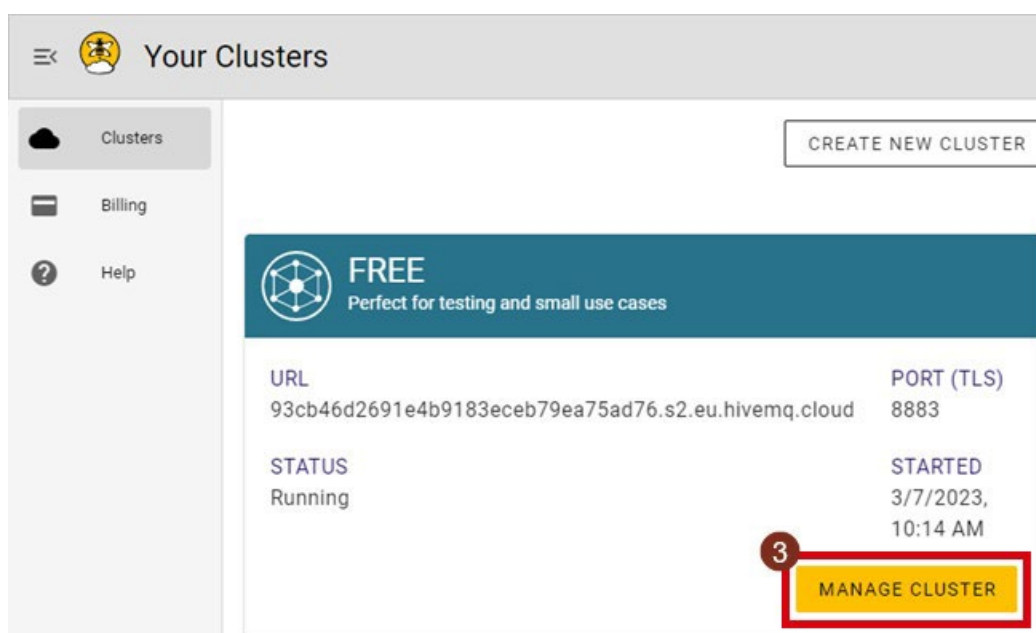 Your Clusters
Clusters
Billing
Help
CREATE NEW CLUSTER
FREE
Perfect for testing and small use cases
URL
93cb46d2691e4b9183eceb79ea75ad76.s2.eu.hivemq.cloud
PORT (TLS)
8883
STATUS
Running
STARTED
3/7/2023,
10:14 AM
3
MANAGE CLUSTER